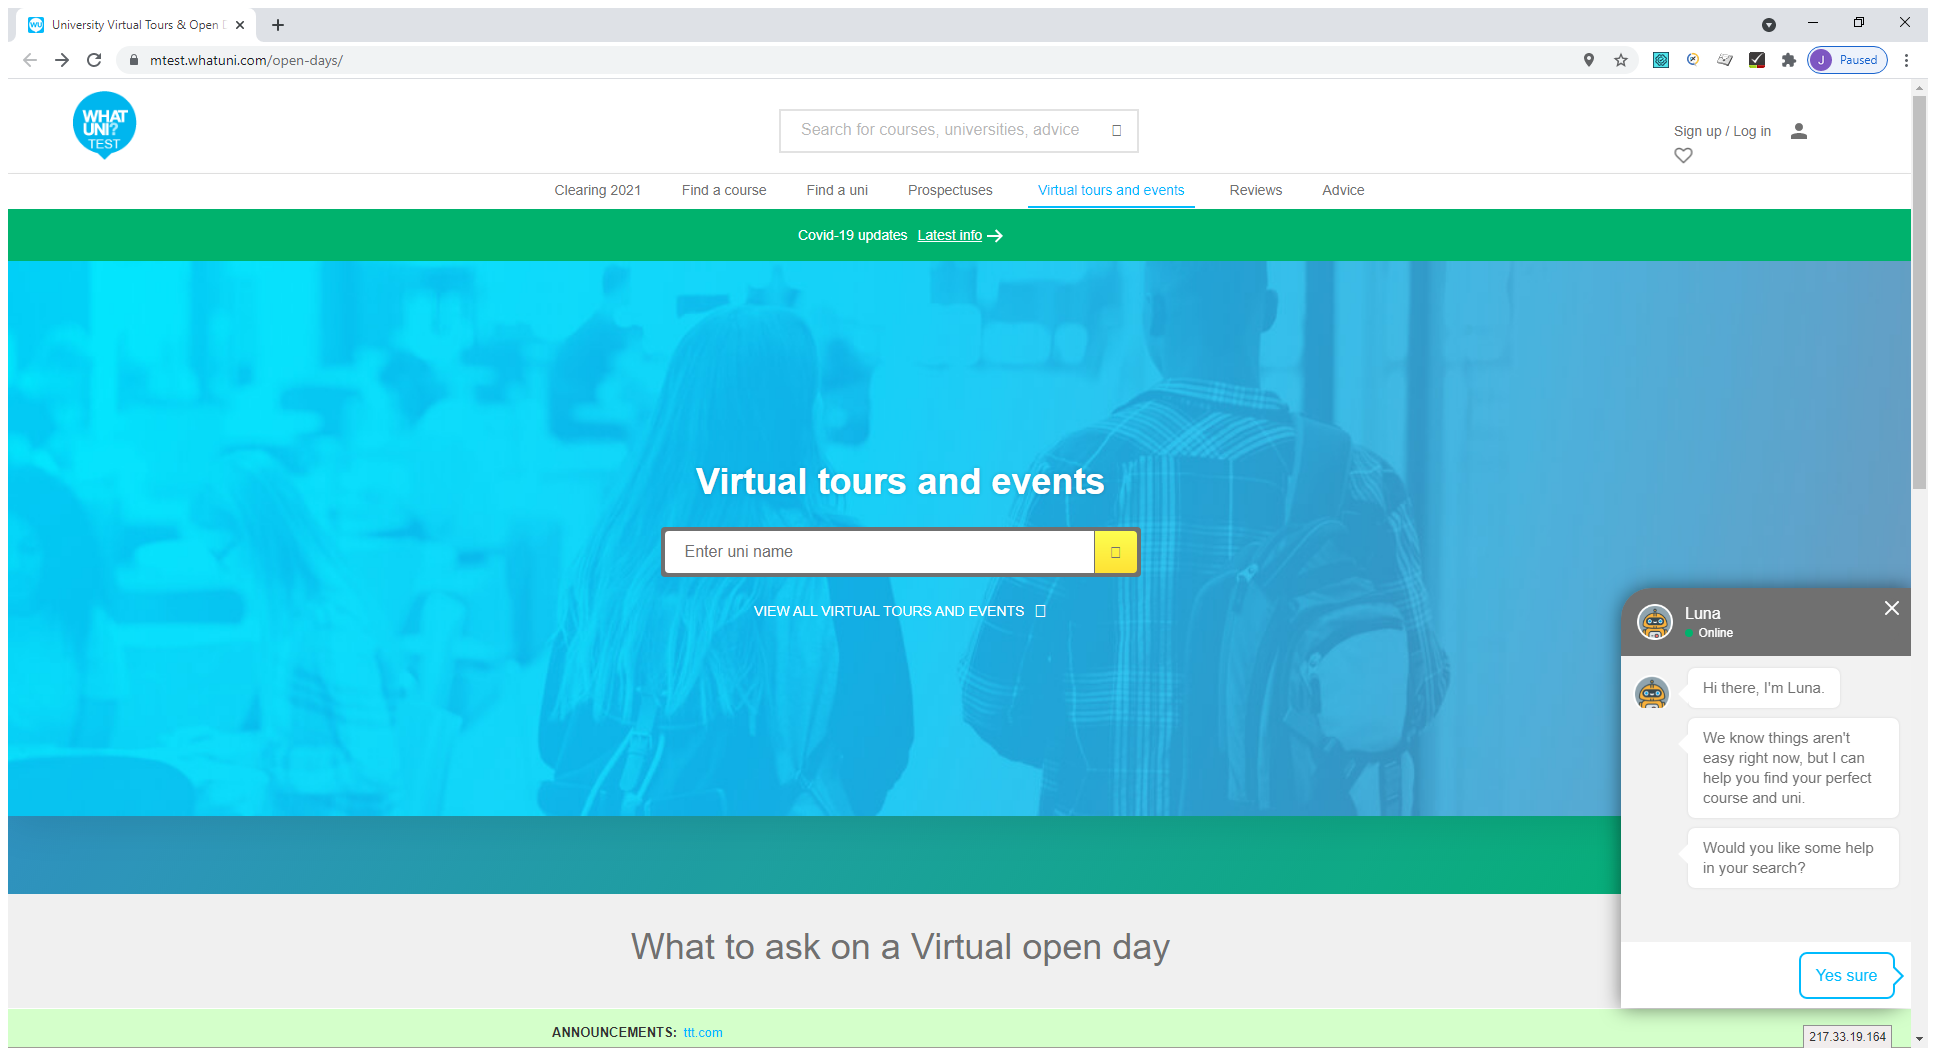 University Virtual Tours & Open
mtest.whatuni.com/open-days/
J Paused
WHAT
UNI?
TEST
Search for courses, universities, advice
Sign up / Log in
Clearing 2021 Find a course Find a uni Prospectuses Virtual tours and events Reviews Advice
Covid-19 updates Latest info
Virtual tours and events
Enter uni name
VIEW ALL VIRTUAL TOURS AND EVENTS
Luna
Online
Hi there, I'm Luna.
We know things aren't
easy right now, but I can
help you find your perfect
course and uni.
Would you like some help
in your search?
Yes sure
What to ask on a Virtual open day
ANNOUNCEMENTS: ttt.com
217.33.19.164